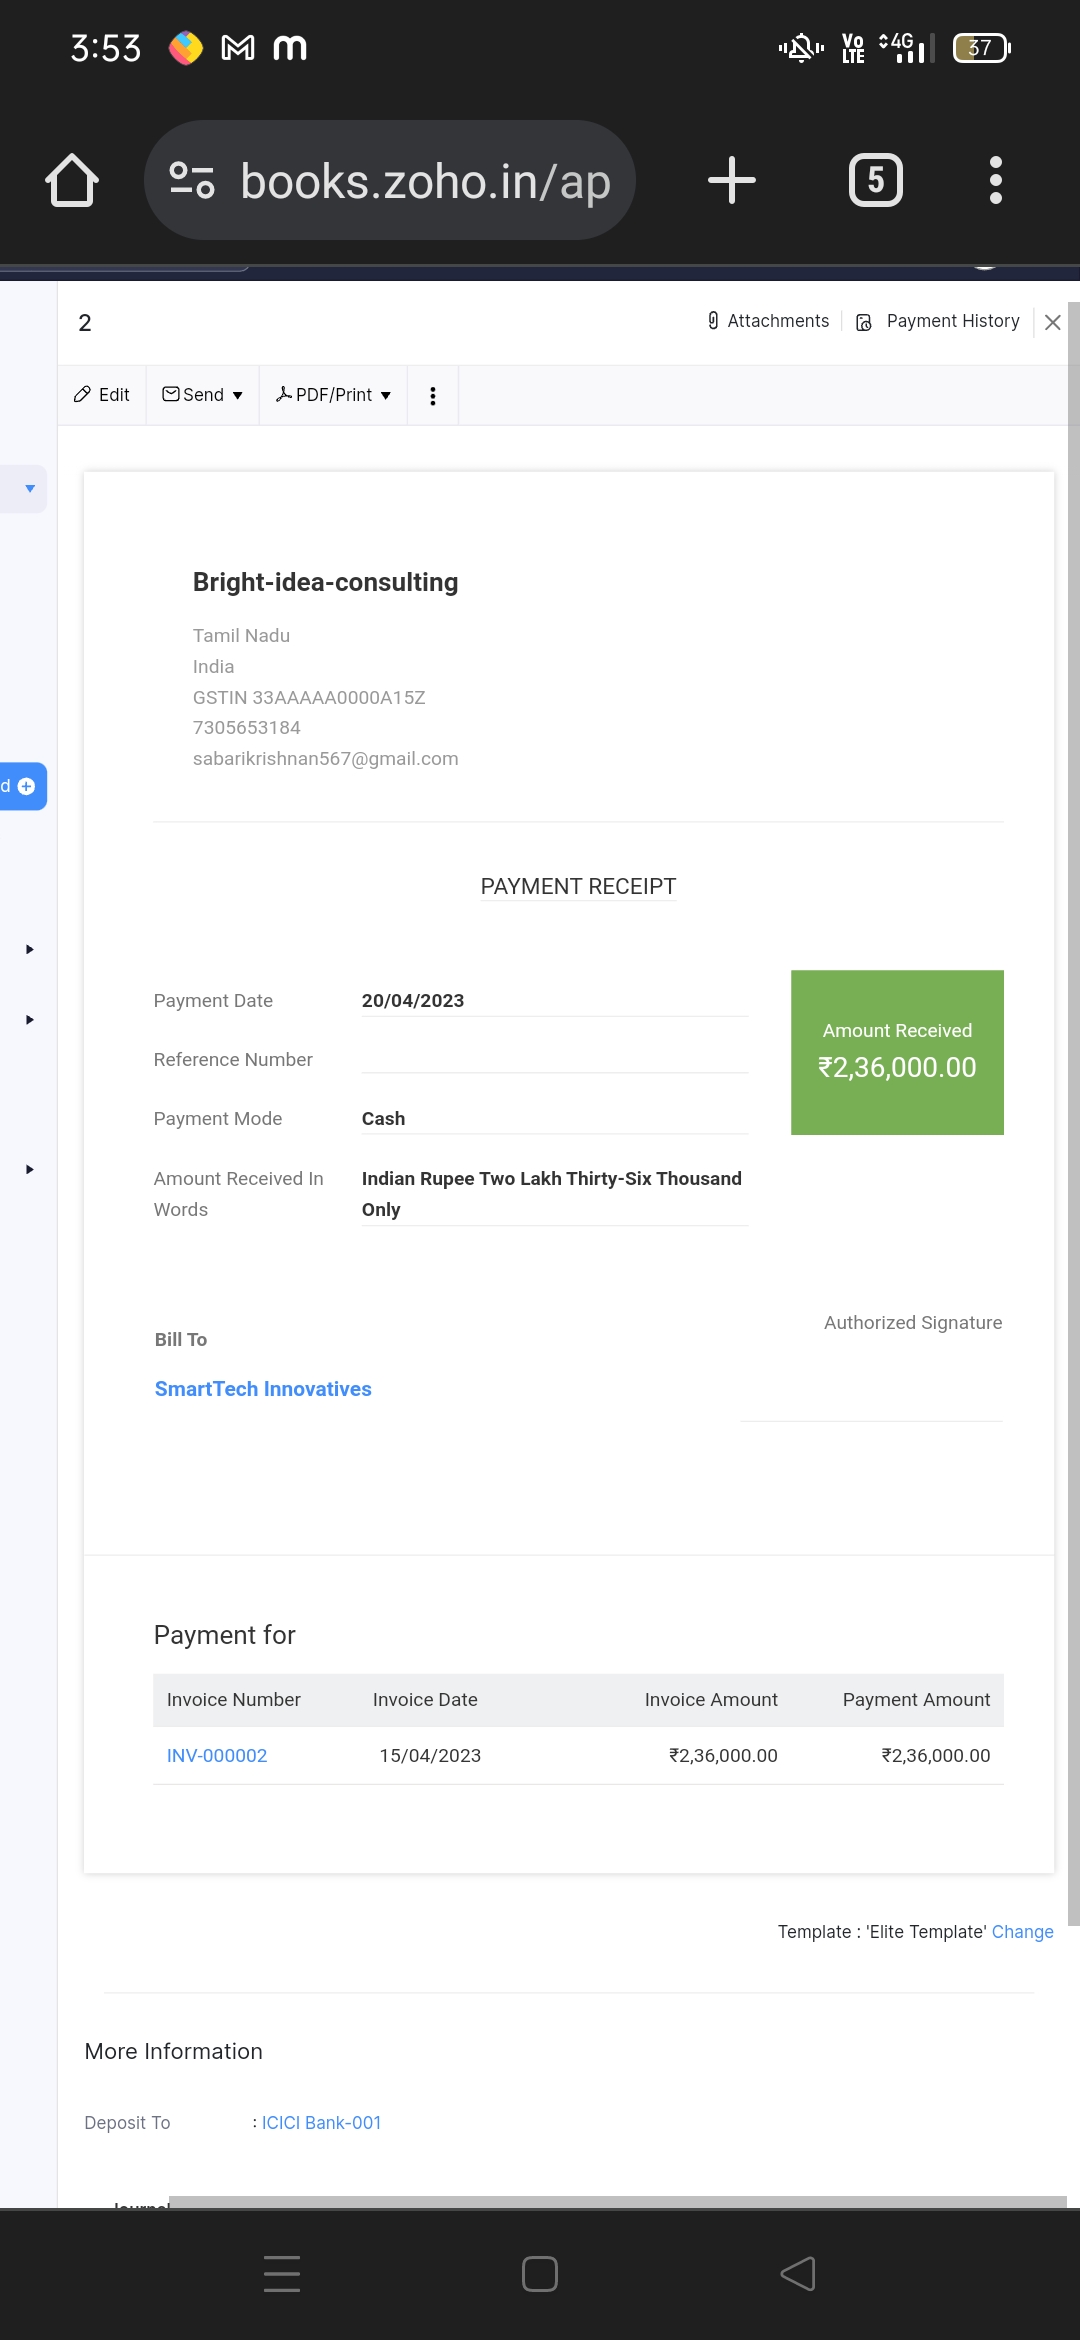 3:53
Vo LTE 4G 37
books.zoho.in/ap
5
2
Attachments Payment History
Edit Send PDF/Print
d
Bright-idea-consulting
Tamil Nadu
India
GSTIN 33AAAAA0000A15Z
7305653184
sabarikrishnan567@gmail.com
PAYMENT RECEIPT
Payment Date 20/04/2023
Amount Received
₹2,36,000.00
Reference Number
Payment Mode Cash
Amount Received In Words Indian Rupee Two Lakh Thirty-Six Thousand Only
Authorized Signature
Bill To
SmartTech Innovatives
Payment for
Invoice Number Invoice Date Invoice Amount Payment Amount
INV-000002 15/04/2023 ₹2,36,000.00 ₹2,36,000.00
Template : 'Elite Template' Change
More Information
Deposit To : ICICI Bank-001